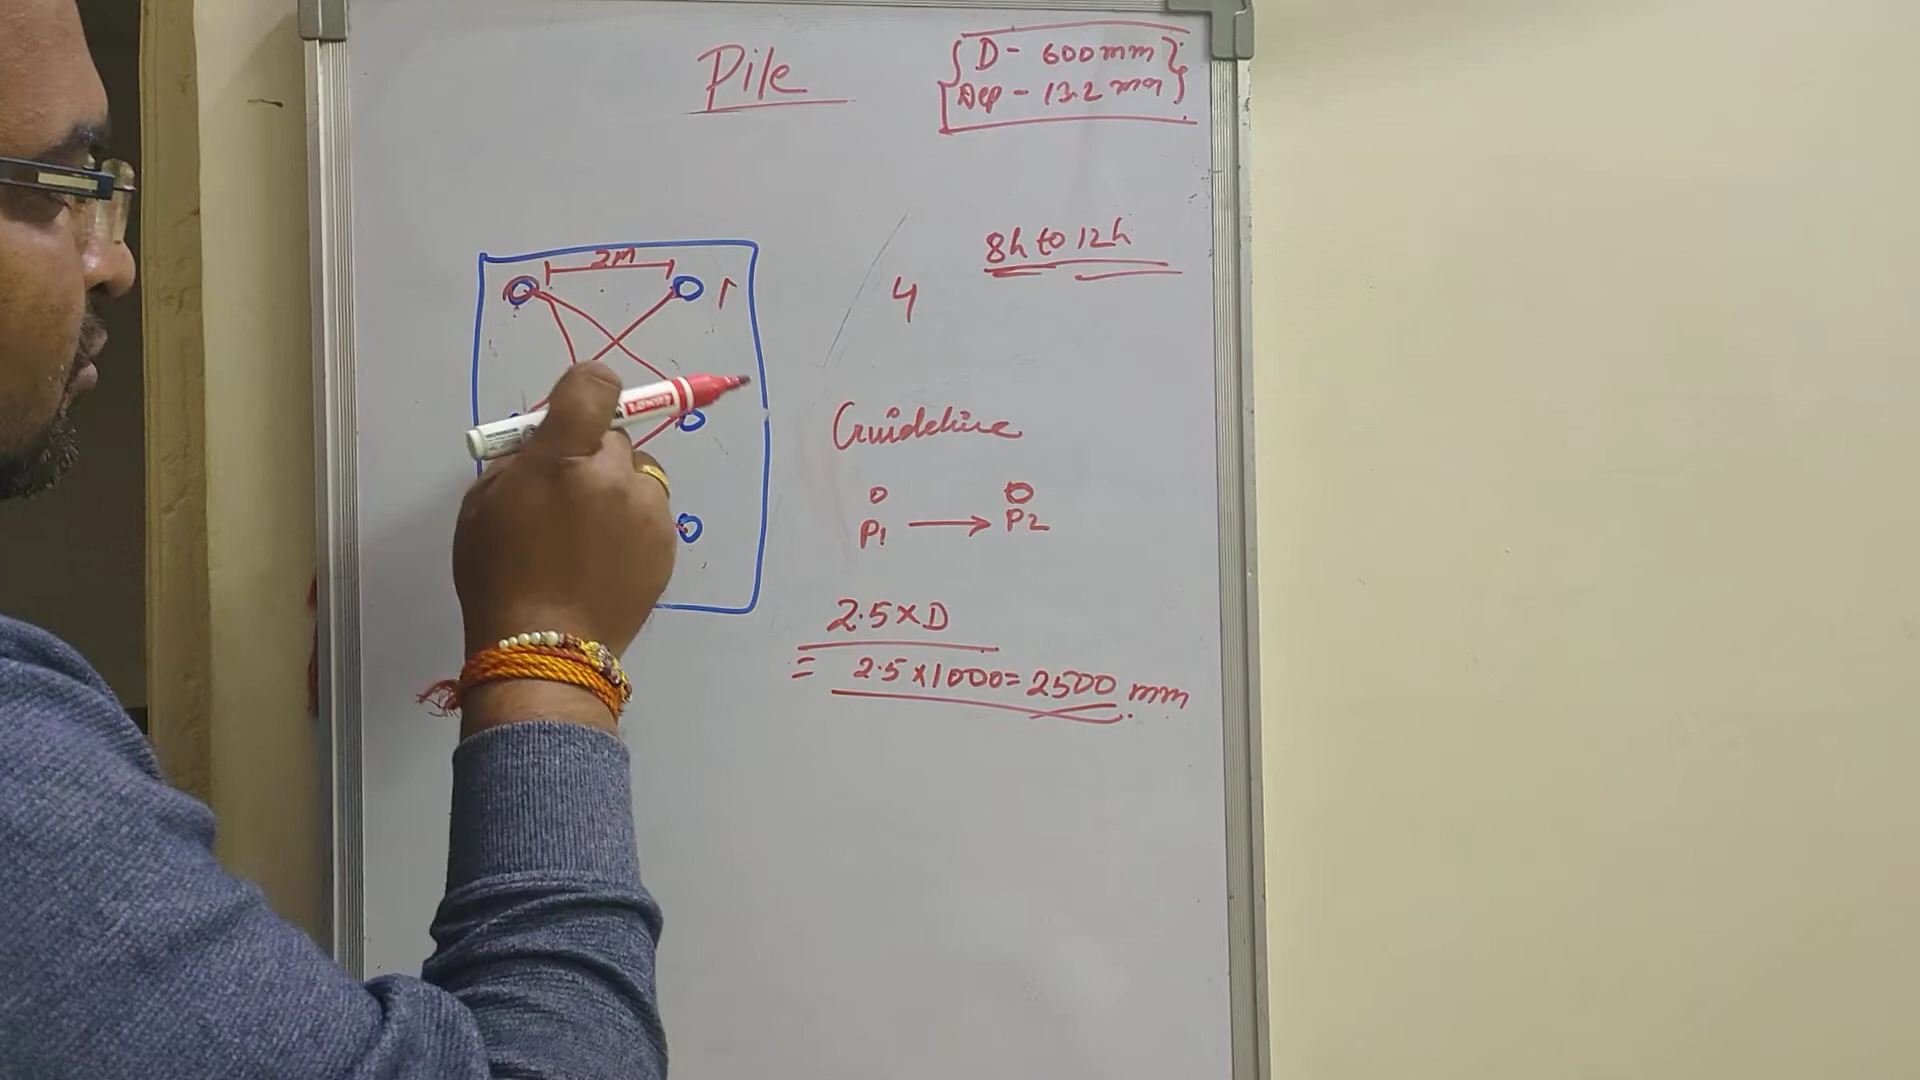 Pile
D - 600mm
Dep - 13.2 mm
8h to 12h
2M
4
Guideline
P1 → P2
2.5×D
= 2.5×1000=2500 mm